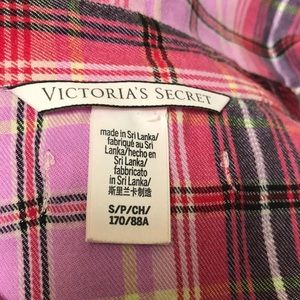 VICTORIA'S SECRET
made in Sri Lanka/
fabriqué au Sri
Lanka/hecho en
Sri Lanka/
fabbricato
in Sri Lanka/
斯里兰卡制造
S/P/CH/
170/88A